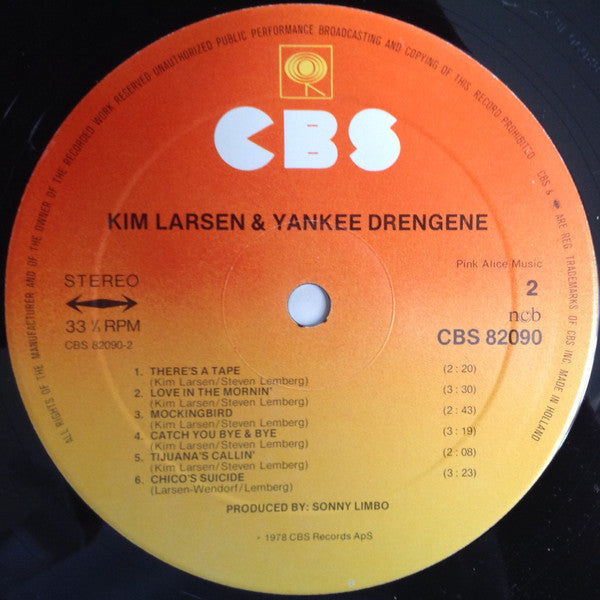 ALL RIGHTS OF THE MANUFACTURER AND OF THE OWNER OF THE RECORDED WORK RESERVED UNAUTHORIZED PUBLIC PERFORMANCE BROADCASTING AND COPYING OF THIS RECORD PROHIBITED CBS & ARE REG. TRADEMARKS OF CBS INC. MADE IN HOLLAND
CBS
KIM LARSEN & YANKEE DRENGENE
Pink Alice Music
STEREO
2
33 ⅓ RPM
ncb
CBS 82090-2
CBS 82090
1. THERE'S A TAPE (2:20)
(Kim Larsen/Steven Lemberg)
2. LOVE IN THE MORNIN' (3:30)
(Kim Larsen/Steven Lemberg)
3. MOCKINGBIRD (2:43)
(Kim Larsen/Steven Lemberg)
4. CATCH YOU BYE & BYE (3:19)
(Kim Larsen/Steven Lemberg)
5. TIJUANA'S CALLIN' (2:08)
(Kim Larsen/Steven Lemberg)
6. CHICO'S SUICIDE (3:23)
(Larsen-Wendorf/Lemberg)
PRODUCED BY: SONNY LIMBO
℗ 1978 CBS Records ApS